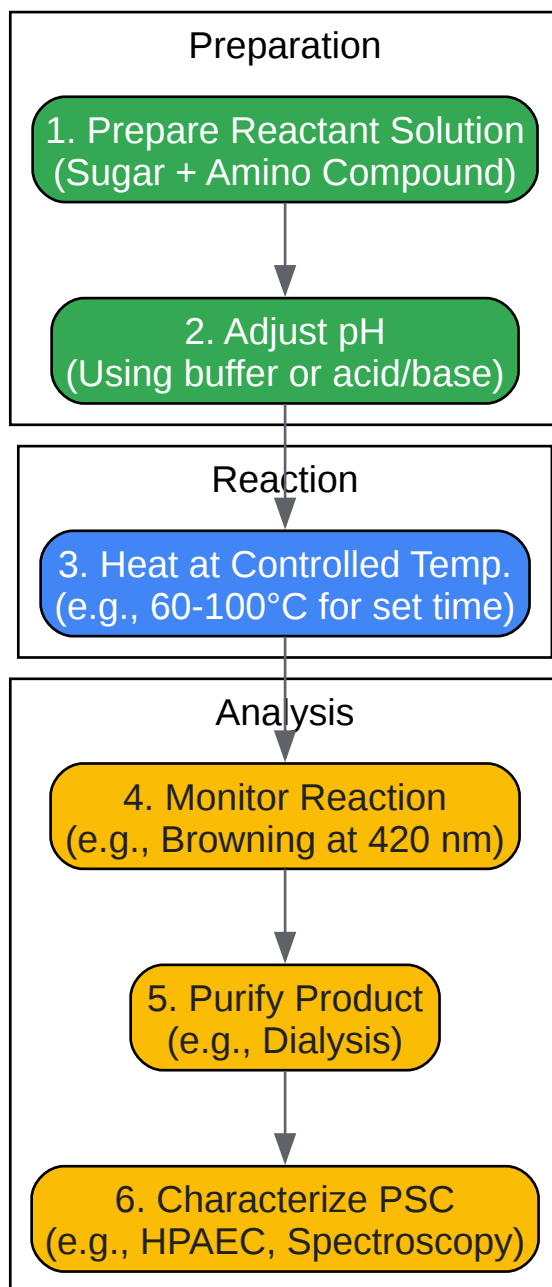 Preparation
1. Prepare Reactant Solution
(Sugar + Amino Compound)
2. Adjust pH
(Using buffer or acid/base)
Reaction
3. Heat at Controlled Temp.
(e.g., 60-100°C for set time)
Analysis
4. Monitor Reaction
(e.g., Browning at 420 nm)
5. Purify Product
(e.g., Dialysis)
6. Characterize PSC
(e.g., HPAEC, Spectroscopy)